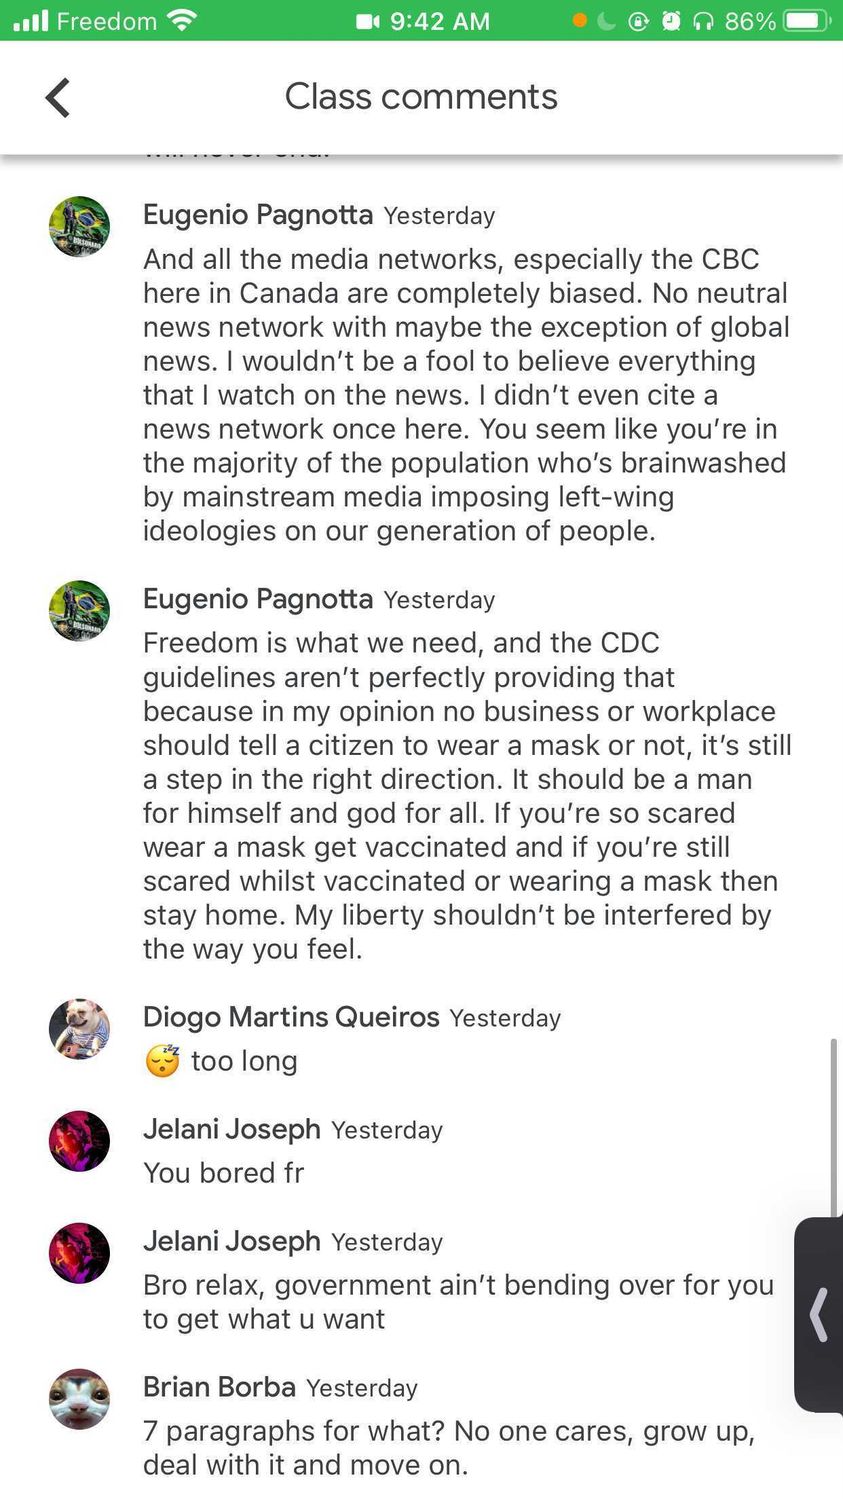 Freedom 9:42 AM 86%
Class comments
Eugenio Pagnotta Yesterday
And all the media networks, especially the CBC
here in Canada are completely biased. No neutral
news network with maybe the exception of global
news. I wouldn't be a fool to believe everything
that I watch on the news. I didn't even cite a
news network once here. You seem like you're in
the majority of the population who's brainwashed
by mainstream media imposing left-wing
ideologies on our generation of people.
Eugenio Pagnotta Yesterday
Freedom is what we need, and the CDC
guidelines aren't perfectly providing that
because in my opinion no business or workplace
should tell a citizen to wear a mask or not, it's still
a step in the right direction. It should be a man
for himself and god for all. If you're so scared
wear a mask get vaccinated and if you're still
scared whilst vaccinated or wearing a mask then
stay home. My liberty shouldn't be interfered by
the way you feel.
Diogo Martins Queiros Yesterday
😴 too long
Jelani Joseph Yesterday
You bored fr
Jelani Joseph Yesterday
Bro relax, government ain't bending over for you
to get what u want
Brian Borba Yesterday
7 paragraphs for what? No one cares, grow up,
deal with it and move on.